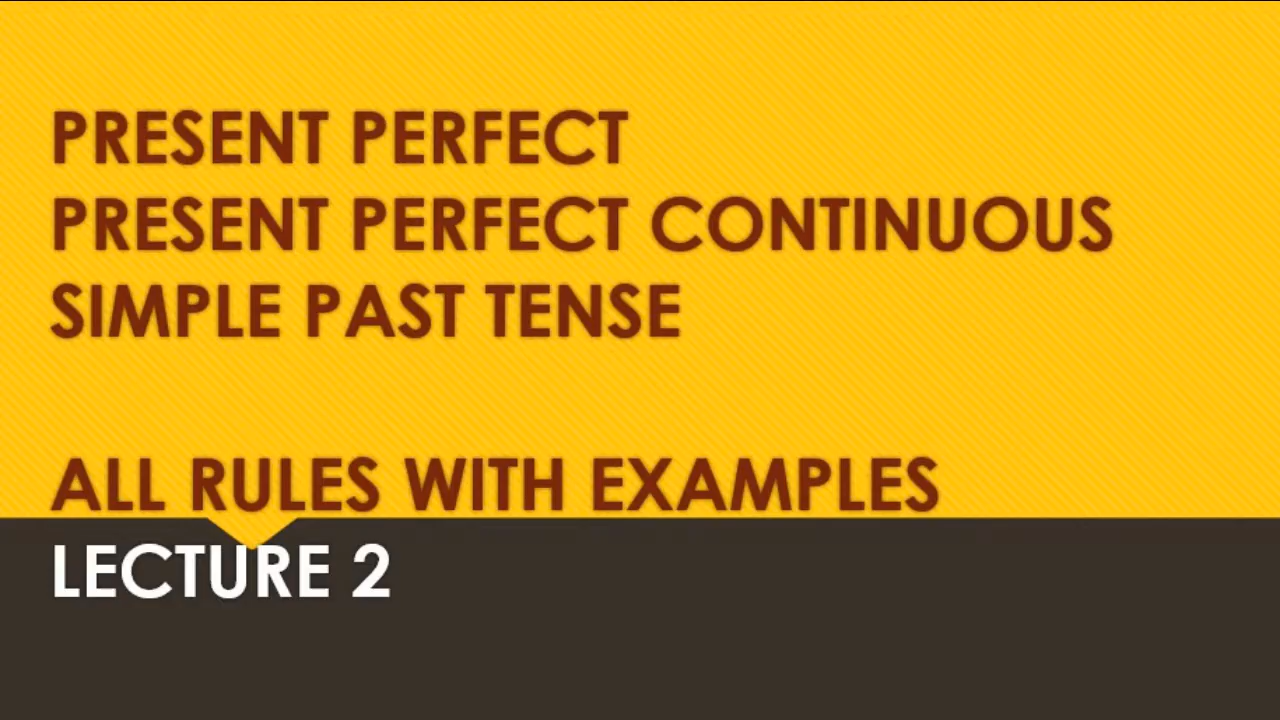 PRESENT PERFECT
PRESENT PERFECT CONTINUOUS
SIMPLE PAST TENSE
ALL RULES WITH EXAMPLES
LECTURE 2